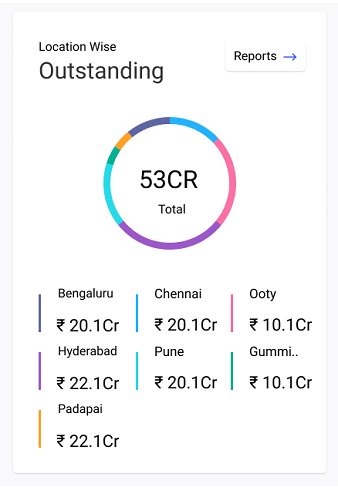 Location Wise
Outstanding
Reports →
53CR
Total
Bengaluru
Chennai
Ooty
₹ 20.1Cr
₹ 20.1Cr
₹ 10.1Cr
Hyderabad
Pune
Gummi..
₹ 22.1Cr
₹ 20.1Cr
₹ 10.1Cr
Padapai
₹ 22.1Cr